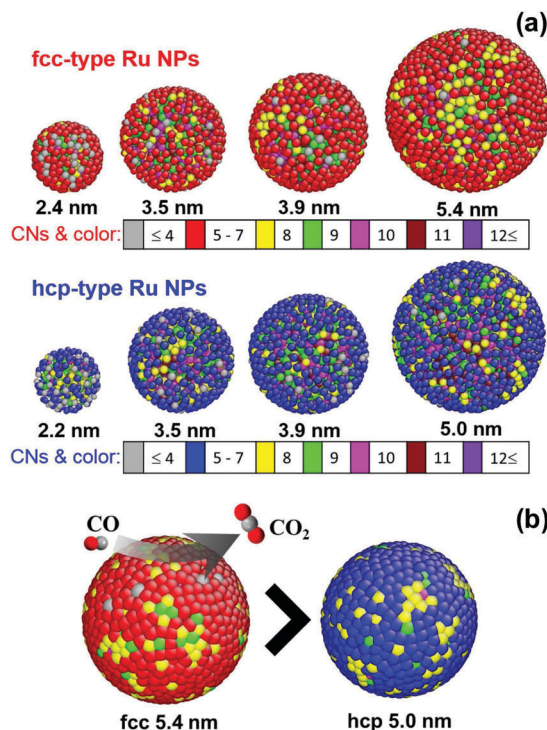 (a)
fcc-type Ru NPs
2.4 nm 3.5 nm 3.9 nm 5.4 nm
CNs & color: ≤ 4 5 - 7 8 9 10 11 12≤
hcp-type Ru NPs
2.2 nm 3.5 nm 3.9 nm 5.0 nm
CNs & color: ≤ 4 5 - 7 8 9 10 11 12≤
(b)
CO CO₂
>
fcc 5.4 nm hcp 5.0 nm